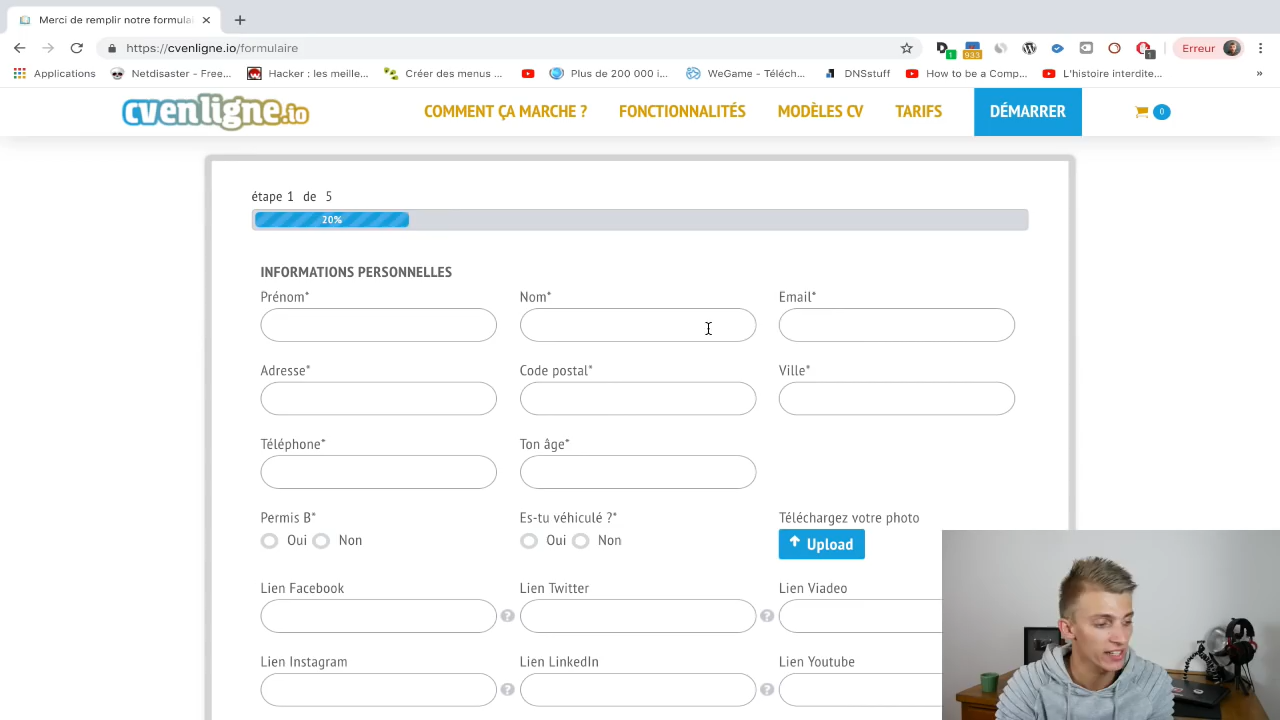 Merci de remplir notre formula
https://cvenligne.io/formulaire
1
933
1
Erreur
Applications
Netdisaster - Free...
Hacker : les meille...
Créer des menus ...
Plus de 200 000 i...
WeGame - Téléch...
DNSstuff
How to be a Comp...
L'histoire interdite...
»
cvenligne.io
COMMENT ÇA MARCHE ?
FONCTIONNALITÉS
MODÈLES CV
TARIFS
DÉMARRER
0
étape 1 de 5
20%
INFORMATIONS PERSONNELLES
Prénom*
Nom*
Email*
Adresse*
Code postal*
Ville*
Téléphone*
Ton âge*
Permis B*
Es-tu véhiculé ?*
Téléchargez votre photo
Oui
Non
Oui
Non
Upload
Lien Facebook
Lien Twitter
Lien Viadeo
?
?
Lien Instagram
Lien LinkedIn
Lien Youtube
?
?